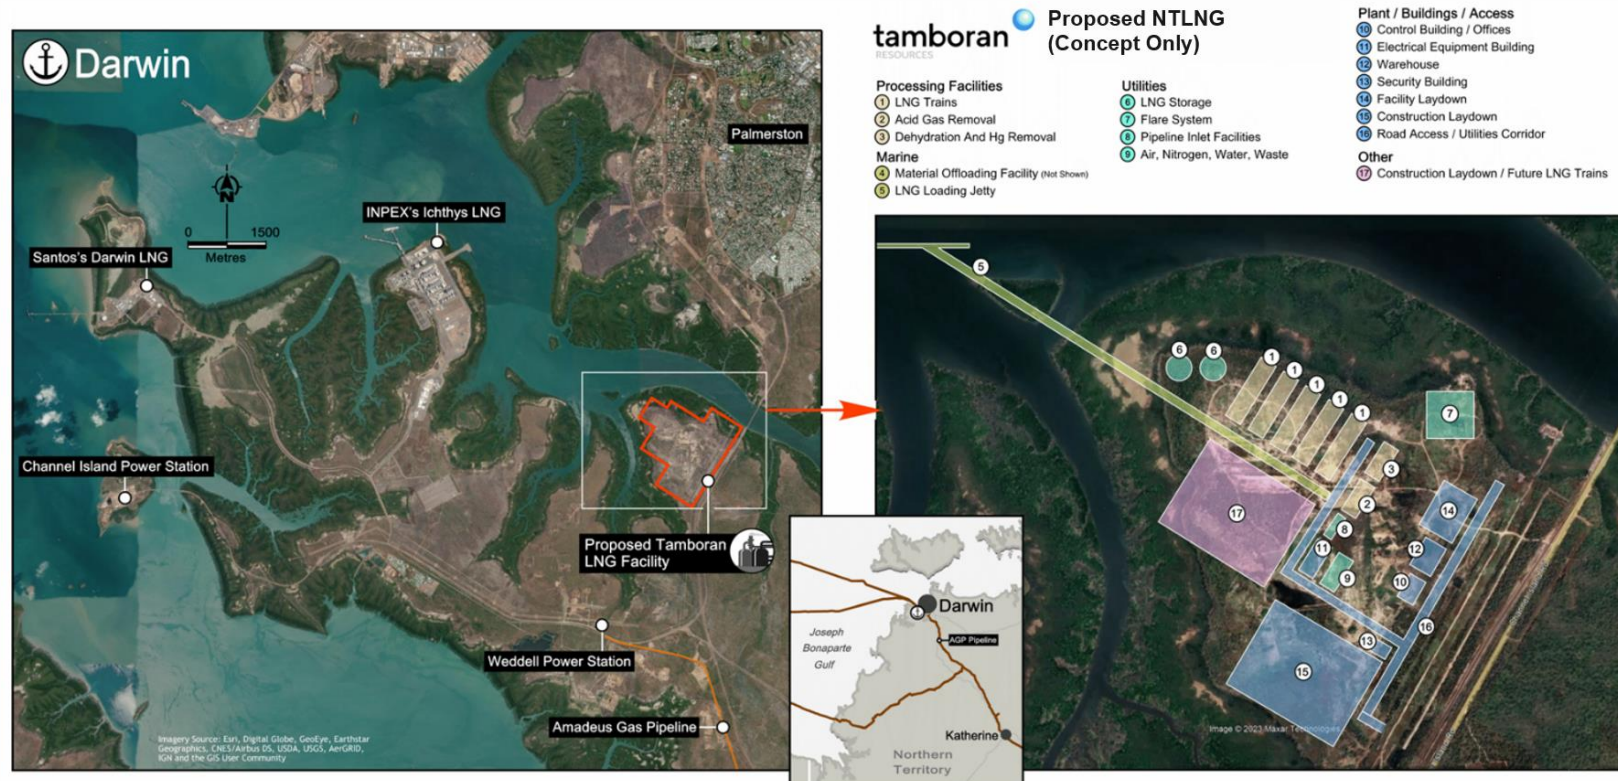 Darwin
Palmerston
N
0 1500
Metres
INPEX's Ichthys LNG
Santos's Darwin LNG
Channel Island Power Station
Proposed Tamboran
LNG Facility
Weddell Power Station
Amadeus Gas Pipeline
Imagery Source: Esri, Digital Globe, GeoEye, Earthstar
Geographics, CNES/Airbus DS, USDA, USGS, AerGRID,
IGN and the GIS User Community
tamboran
RESOURCES
Proposed NTLNG
(Concept Only)
Processing Facilities
1 LNG Trains
2 Acid Gas Removal
3 Dehydration And Hg Removal
Marine
4 Material Offloading Facility (Not Shown)
5 LNG Loading Jetty
Utilities
6 LNG Storage
7 Flare System
8 Pipeline Inlet Facilities
9 Air, Nitrogen, Water, Waste
Plant / Buildings / Access
10 Control Building / Offices
11 Electrical Equipment Building
12 Warehouse
13 Security Building
14 Facility Laydown
15 Construction Laydown
16 Road Access / Utilities Corridor
Other
17 Construction Laydown / Future LNG Trains
5
6
6
1
1
1
1
1
7
3
2
17
14
8
11
12
9
10
16
13
15
Image © 2023 Maxar Technologies
Darwin
AGP Pipeline
Joseph
Bonaparte
Gulf
Katherine
Northern
Territory